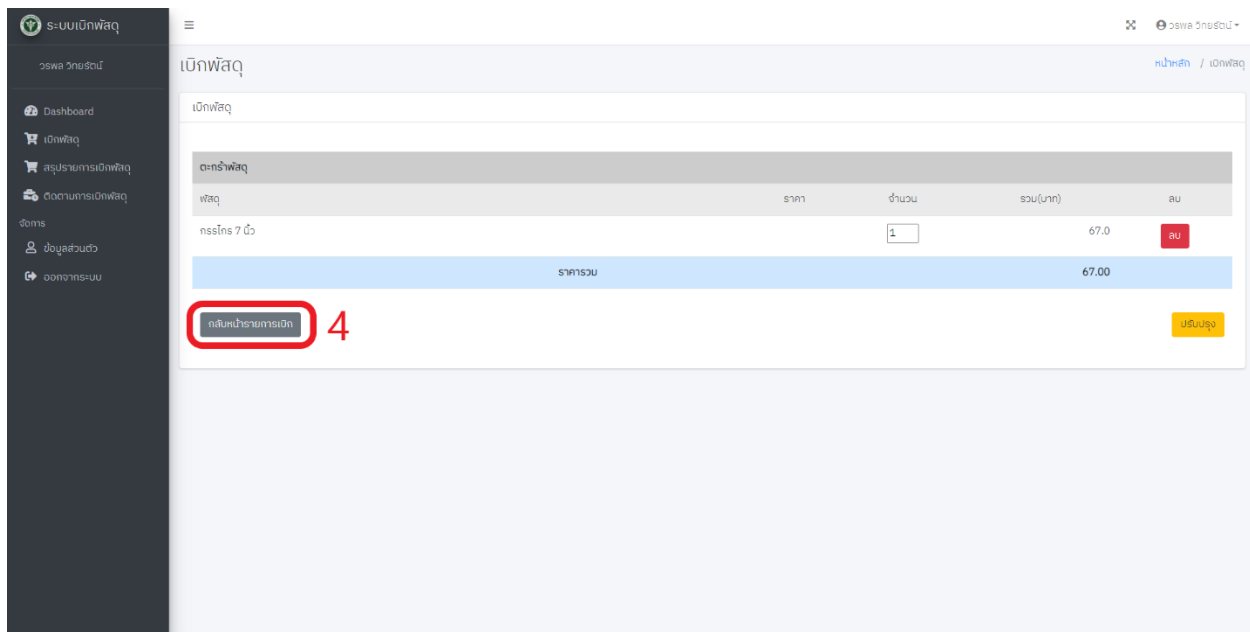 ระบบเบิกพัสดุ
วรพล วิทยรัตน์
วรพล วิทยรัตน์
Dashboard
เบิกพัสดุ
สรุปรายการเบิกพัสดุ
ติดตามการเบิกพัสดุ
จัดการ
ข้อมูลส่วนตัว
ออกจากระบบ
เบิกพัสดุ
หน้าหลัก / เบิกพัสดุ
เบิกพัสดุ
ตะกร้าพัสดุ
พัสดุ ราคา จำนวน รวม(บาท) ลบ
กรรไกร 7 นิ้ว 1 67.0 ลบ
ราคารวม 67.00
กลับหน้ารายการเบิก 4 ปรับปรุง